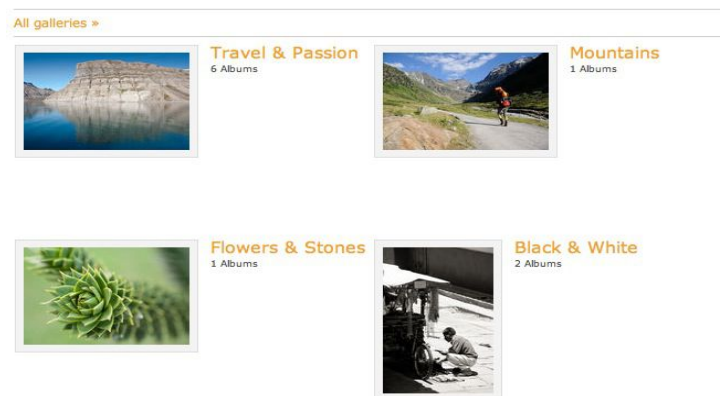 All galleries »
Travel & Passion
6 Albums
Mountains
1 Albums
Flowers & Stones
1 Albums
Black & White
2 Albums